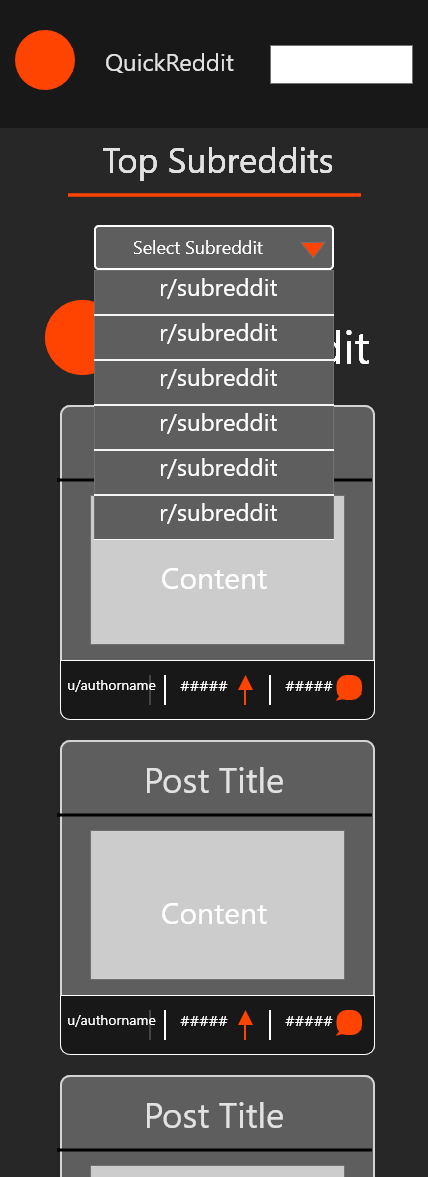 QuickReddit
Top Subreddits
Select Subreddit
r/subreddit
r/subreddit
r/subreddit
r/subreddit
r/subreddit
r/subreddit
Content
u/authorname ##### #####
Post Title
Content
u/authorname ##### #####
Post Title